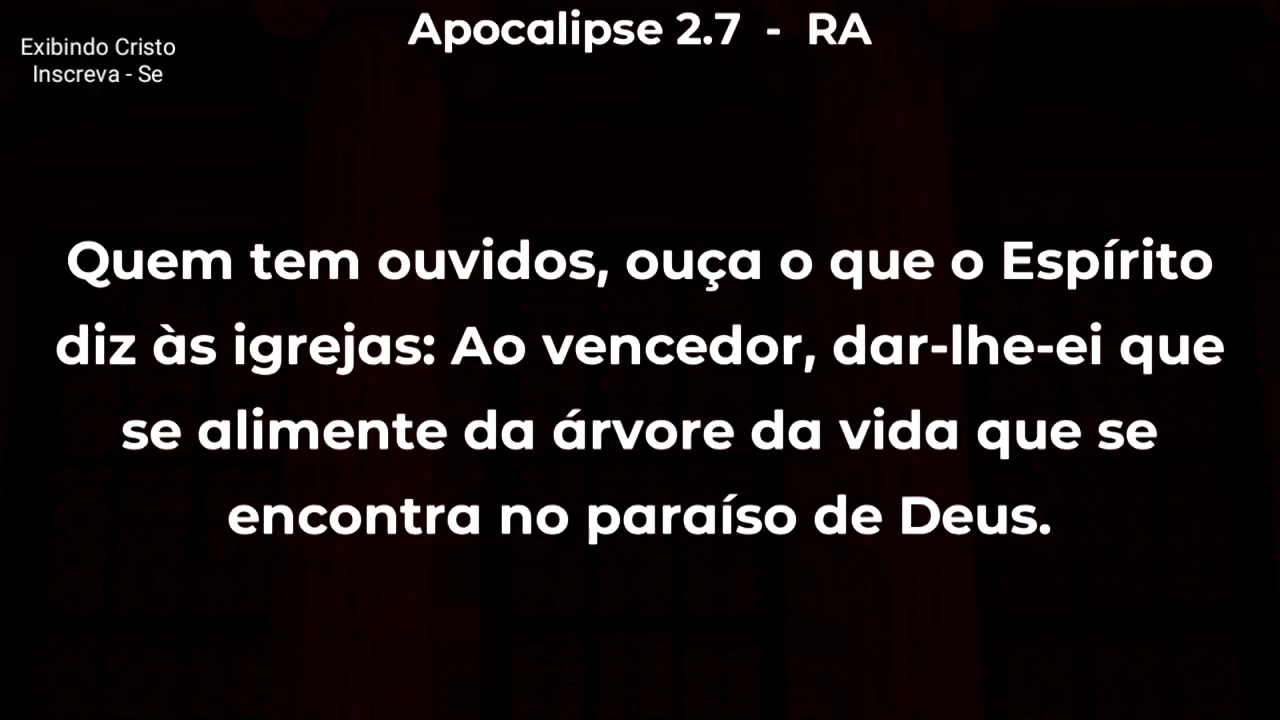 Apocalipse 2.7 - RA
Exibindo Cristo
Inscreva - Se
Quem tem ouvidos, ouça o que o Espírito
diz às igrejas: Ao vencedor, dar-lhe-ei que
se alimente da árvore da vida que se
encontra no paraíso de Deus.